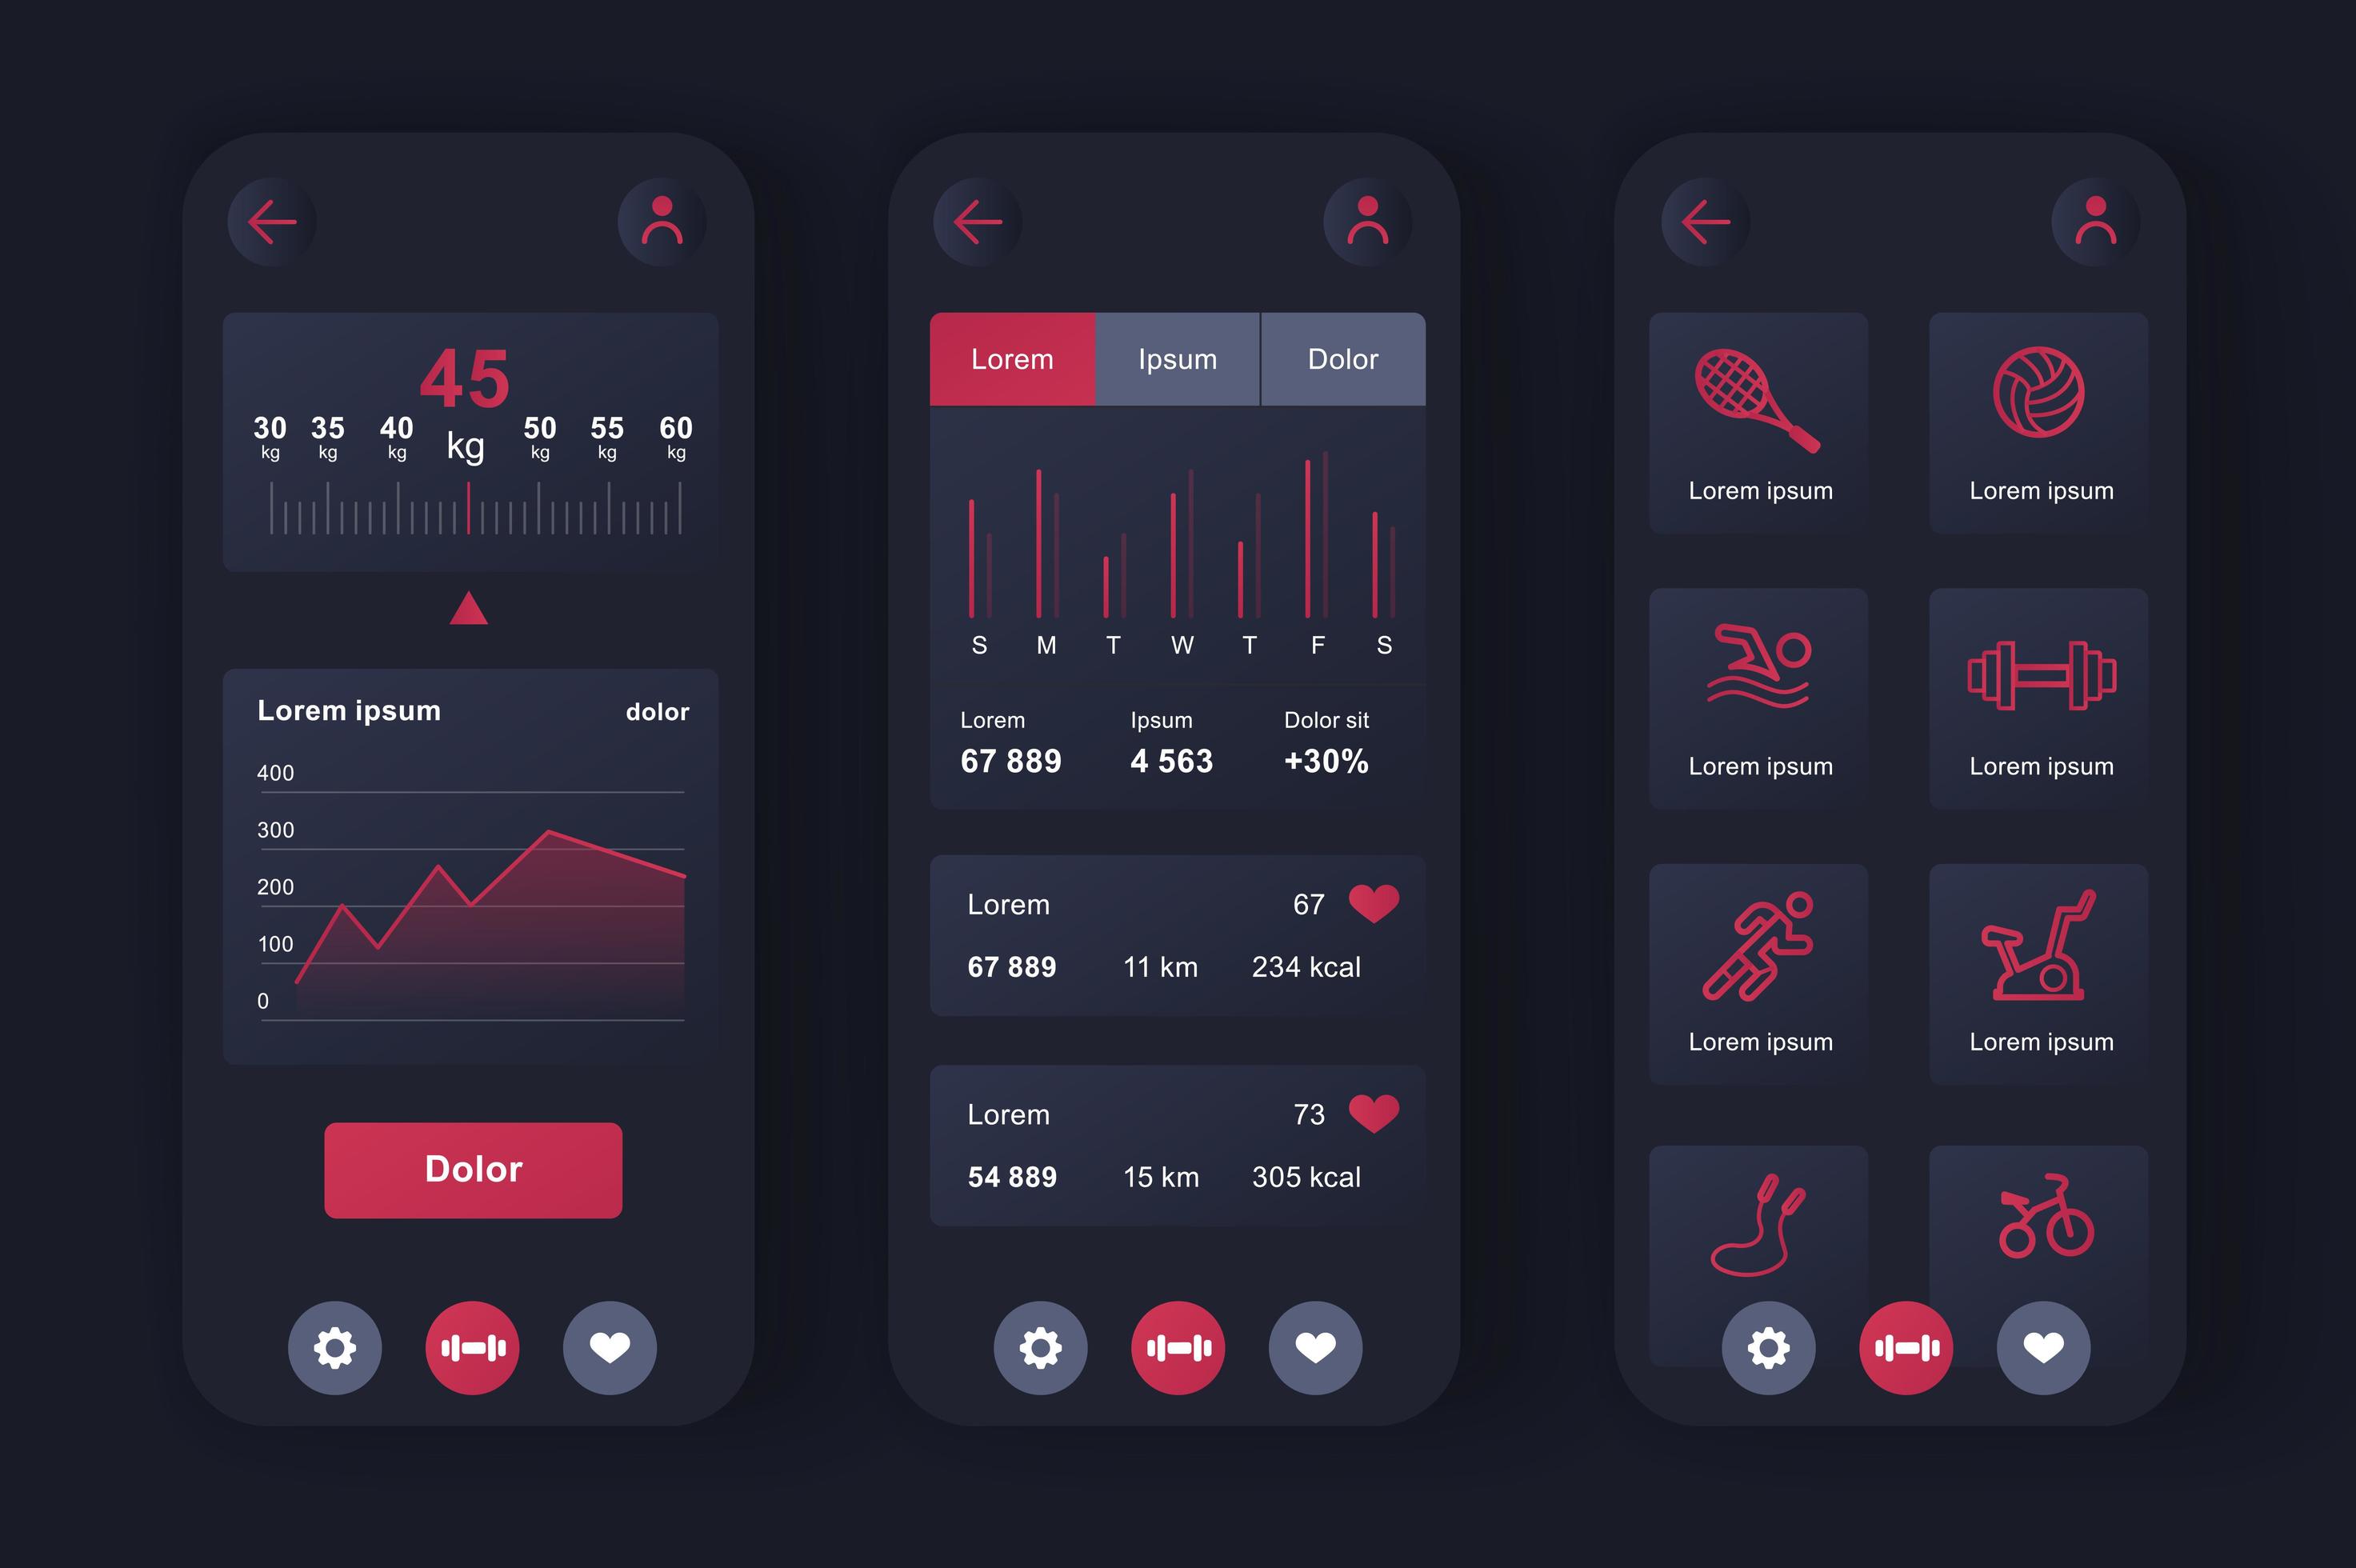 45
30 35 40 kg 50 55 60
kg kg kg kg kg kg
Lorem ipsum dolor
400
300
200
100
0
Dolor
Lorem Ipsum Dolor
S M T W T F S
Lorem Ipsum Dolor sit
67 889 4 563 +30%
Lorem 67
67 889 11 km 234 kcal
Lorem 73
54 889 15 km 305 kcal
Lorem ipsum Lorem ipsum
Lorem ipsum Lorem ipsum
Lorem ipsum Lorem ipsum